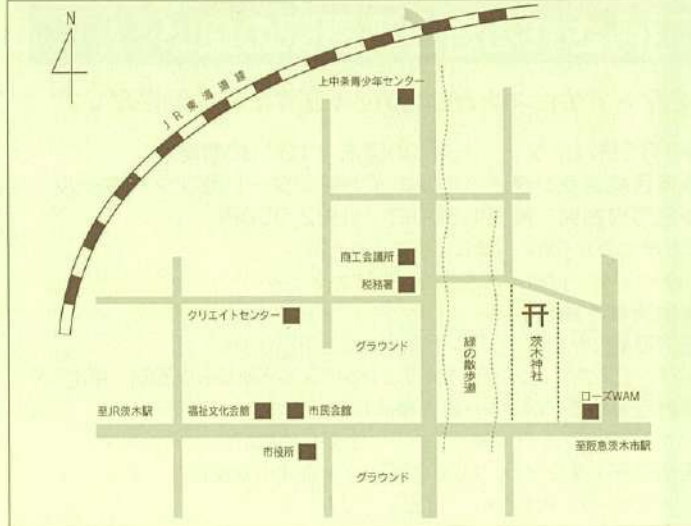 N
JR東海道線
上中条青少年センター
商工会議所
税務署
クリエイトセンター
グラウンド
緑の散歩道
茨木神社
ローズWAM
至JR茨木駅
福祉文化会館
市民会館
至阪急茨木市駅
市役所
グラウンド